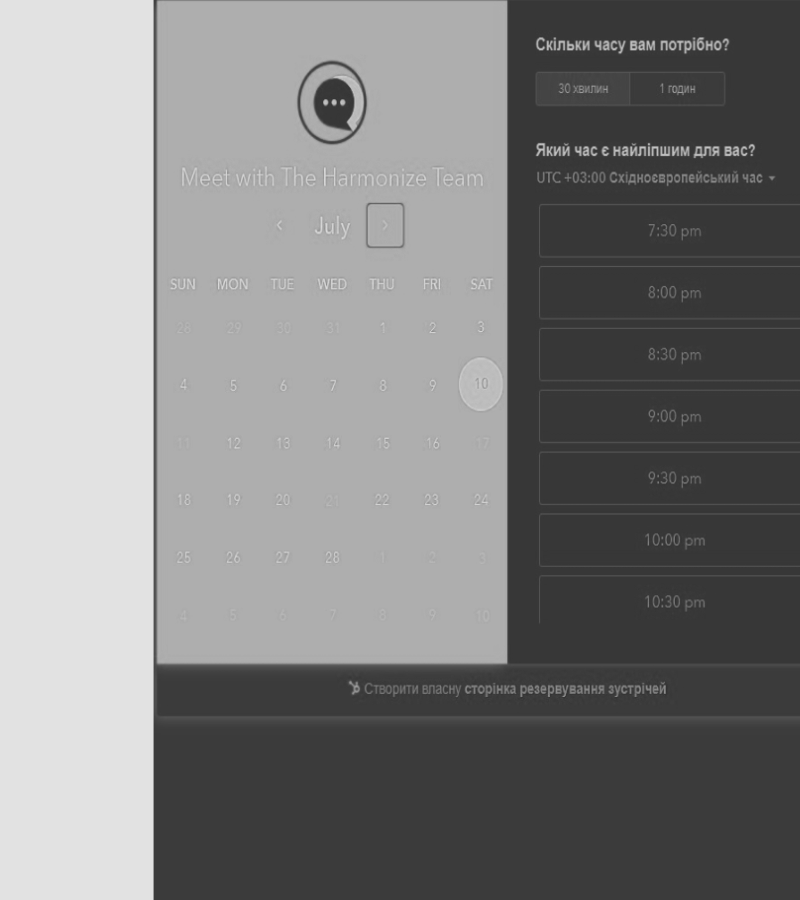 Meet with The Harmonize Team
July
SUN MON TUE WED THU FRI SAT
28 29 30 31 1 2 3
4 5 6 7 8 9 10
11 12 13 14 15 16 17
18 19 20 21 22 23 24
25 26 27 28 1 2 3
4 5 6 7 8 9 10
Скільки часу вам потрібно?
30 хвилин 1 годин
Який час є найліпшим для вас?
UTC +03:00 Східноєвропейський час
7:30 pm
8:00 pm
8:30 pm
9:00 pm
9:30 pm
10:00 pm
10:30 pm
Створити власну сторінка резервування зустрічей